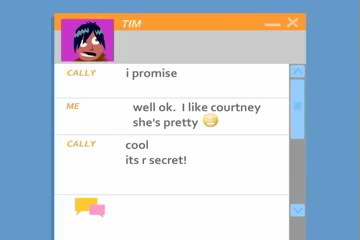 TIM
CALLY i promise
ME well ok. I like courtney
she's pretty
CALLY cool
its r secret!